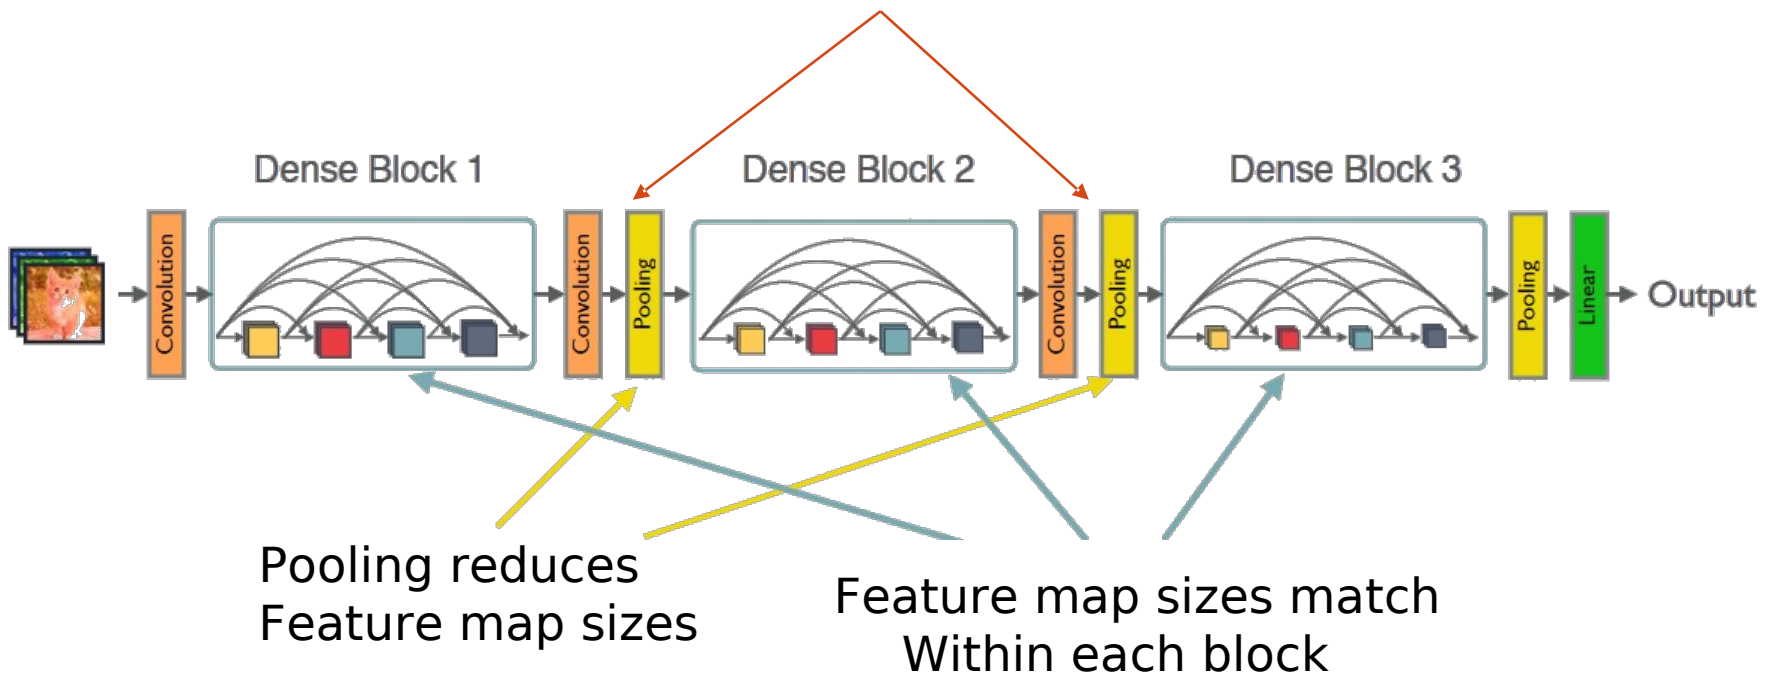 Dense Block 1
Dense Block 2
Dense Block 3
Convolution
Convolution
Pooling
Convolution
Pooling
Pooling
Linear
Output
Pooling reduces
Feature map sizes
Feature map sizes match
Within each block